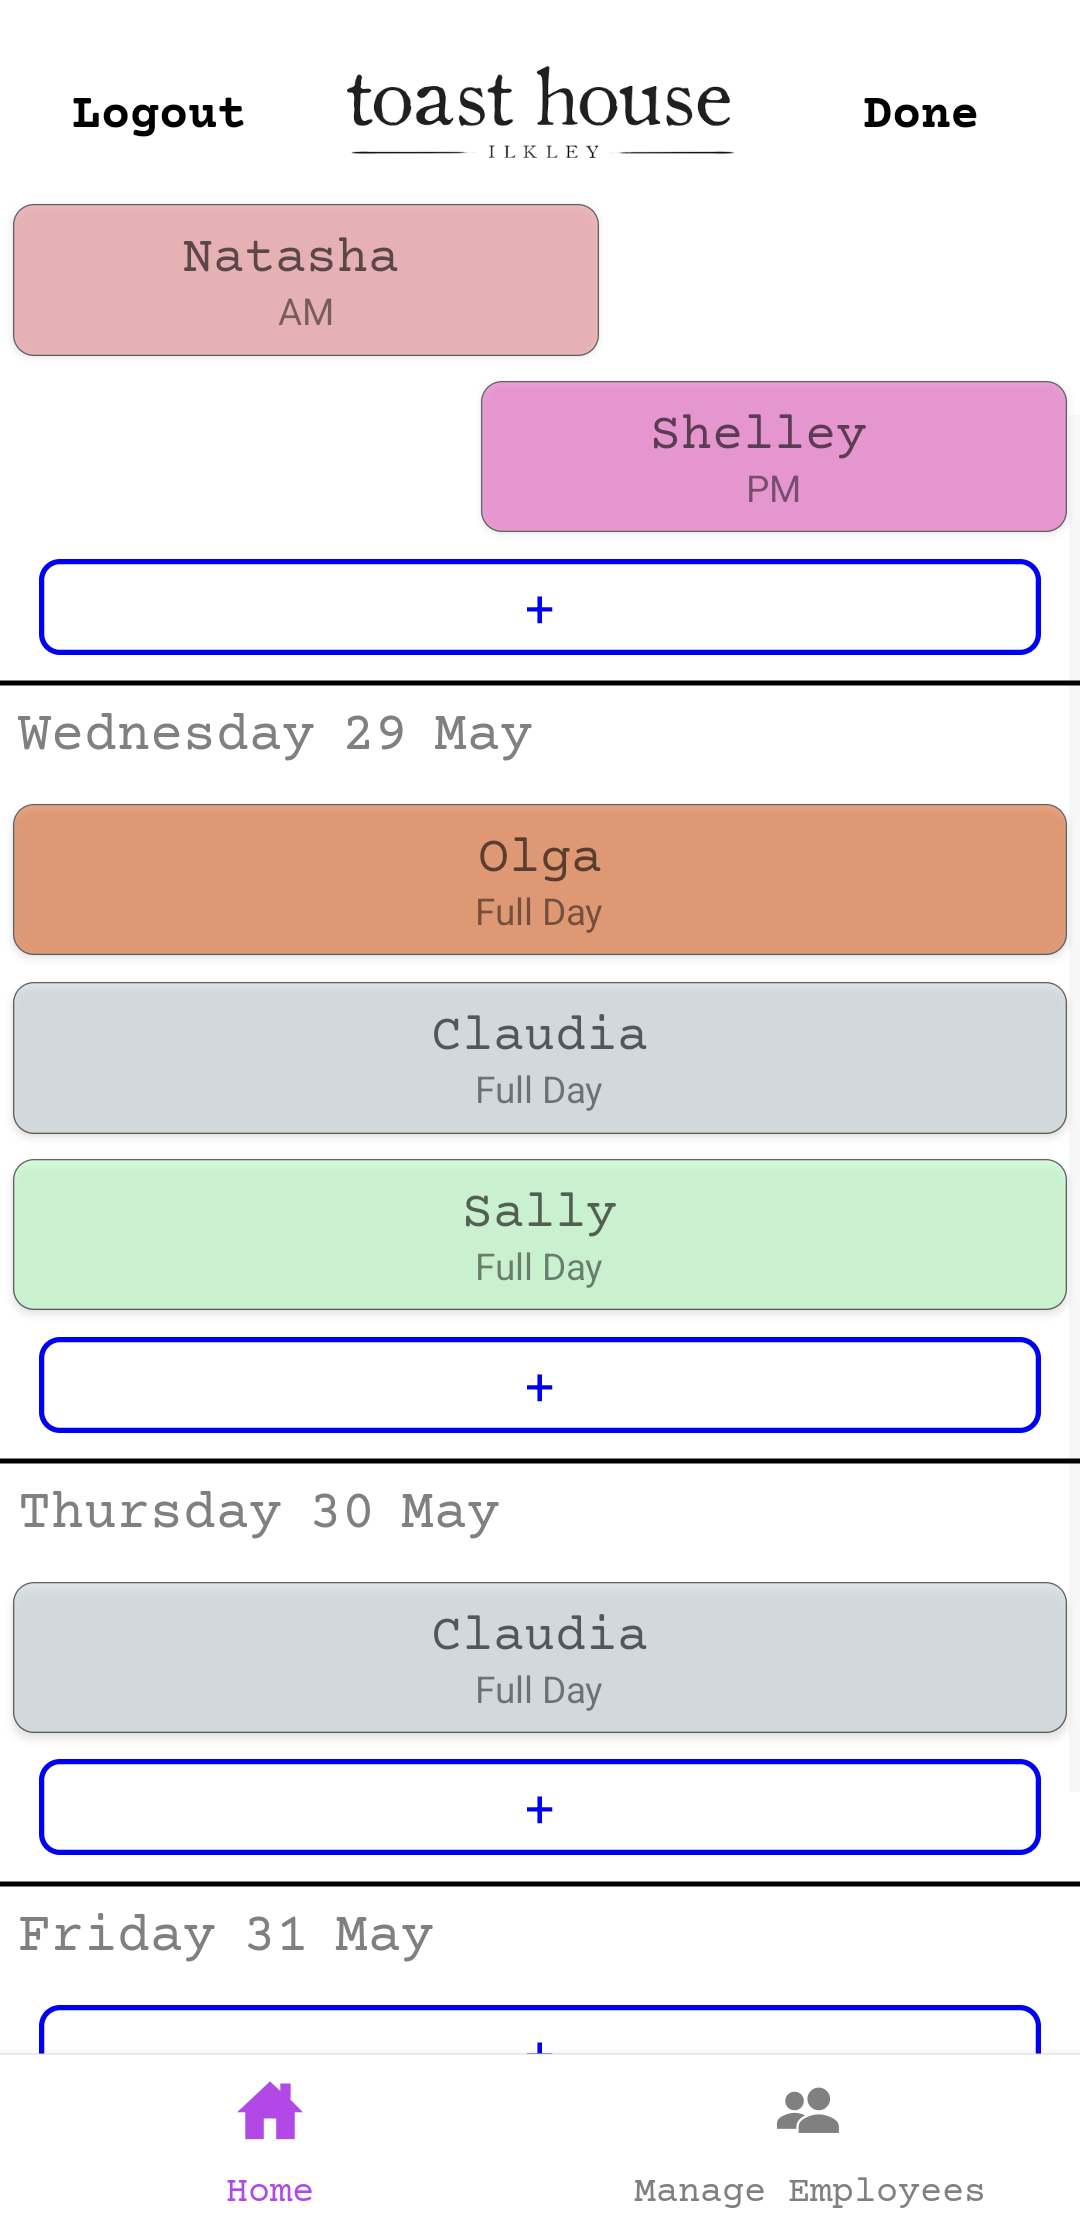 Logout
toast house
ILKLEY
Done
Natasha
AM
Shelley
PM
+
Wednesday 29 May
Olga
Full Day
Claudia
Full Day
Sally
Full Day
+
Thursday 30 May
Claudia
Full Day
+
Friday 31 May
+
Home
Manage Employees